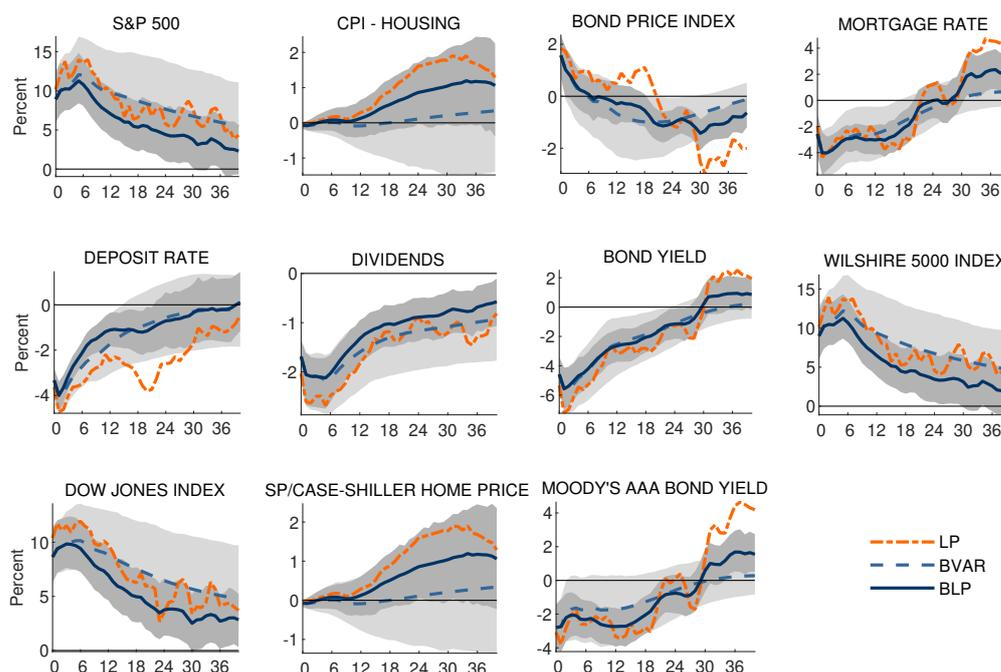 S&P 500
CPI - HOUSING
BOND PRICE INDEX
MORTGAGE RATE
Percent
15
10
5
0
0 6 12 18 24 30 36
2
1
0
-1
0 6 12 18 24 30 36
2
0
-2
0 6 12 18 24 30 36
4
2
0
-2
-4
0 6 12 18 24 30 36
DEPOSIT RATE
DIVIDENDS
BOND YIELD
WILSHIRE 5000 INDEX
Percent
0
-2
-4
0 6 12 18 24 30 36
0
-1
-2
0 6 12 18 24 30 36
2
0
-2
-4
-6
0 6 12 18 24 30 36
15
10
5
0
0 6 12 18 24 30 36
DOW JONES INDEX
SP/CASE-SHILLER HOME PRICE
MOODY'S AAA BOND YIELD
Percent
10
5
0
0 6 12 18 24 30 36
2
1
0
-1
0 6 12 18 24 30 36
4
2
0
-2
-4
0 6 12 18 24 30 36
LP
BVAR
BLP